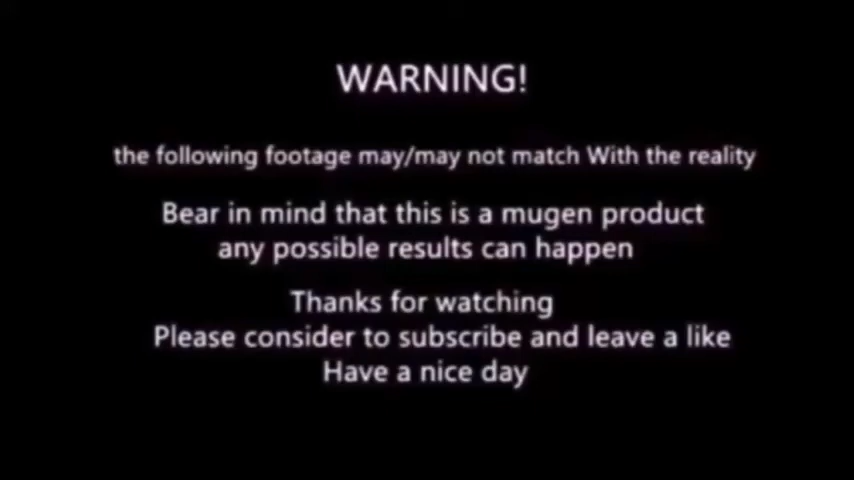 WARNING!
the following footage may/may not match With the reality
Bear in mind that this is a mugen product
any possible results can happen
Thanks for watching
Please consider to subscribe and leave a like
Have a nice day